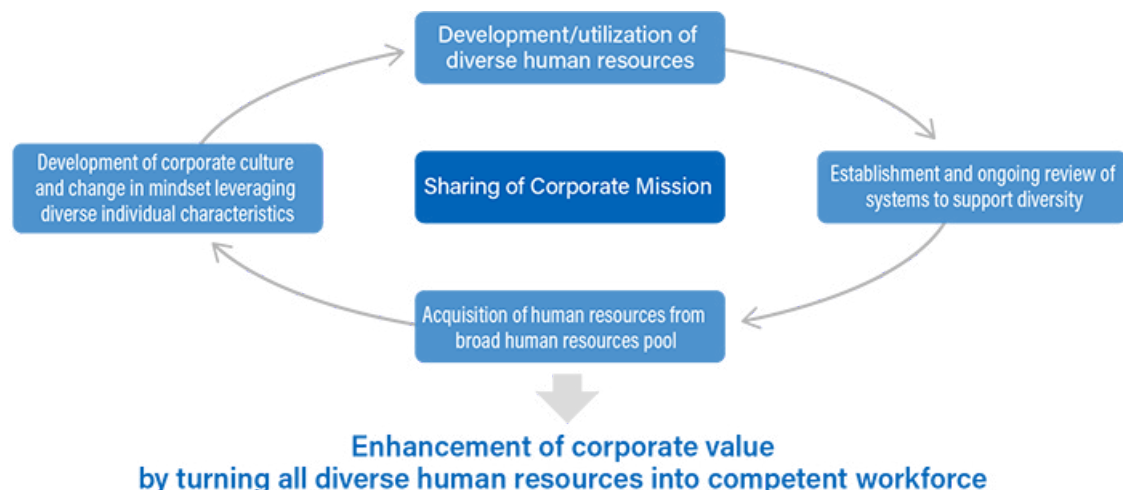 Development/utilization of
diverse human resources
Development of corporate culture
and change in mindset leveraging
diverse individual characteristics
Sharing of Corporate Mission
Establishment and ongoing review of
systems to support diversity
Acquisition of human resources from
broad human resources pool
Enhancement of corporate value
by turning all diverse human resources into competent workforce